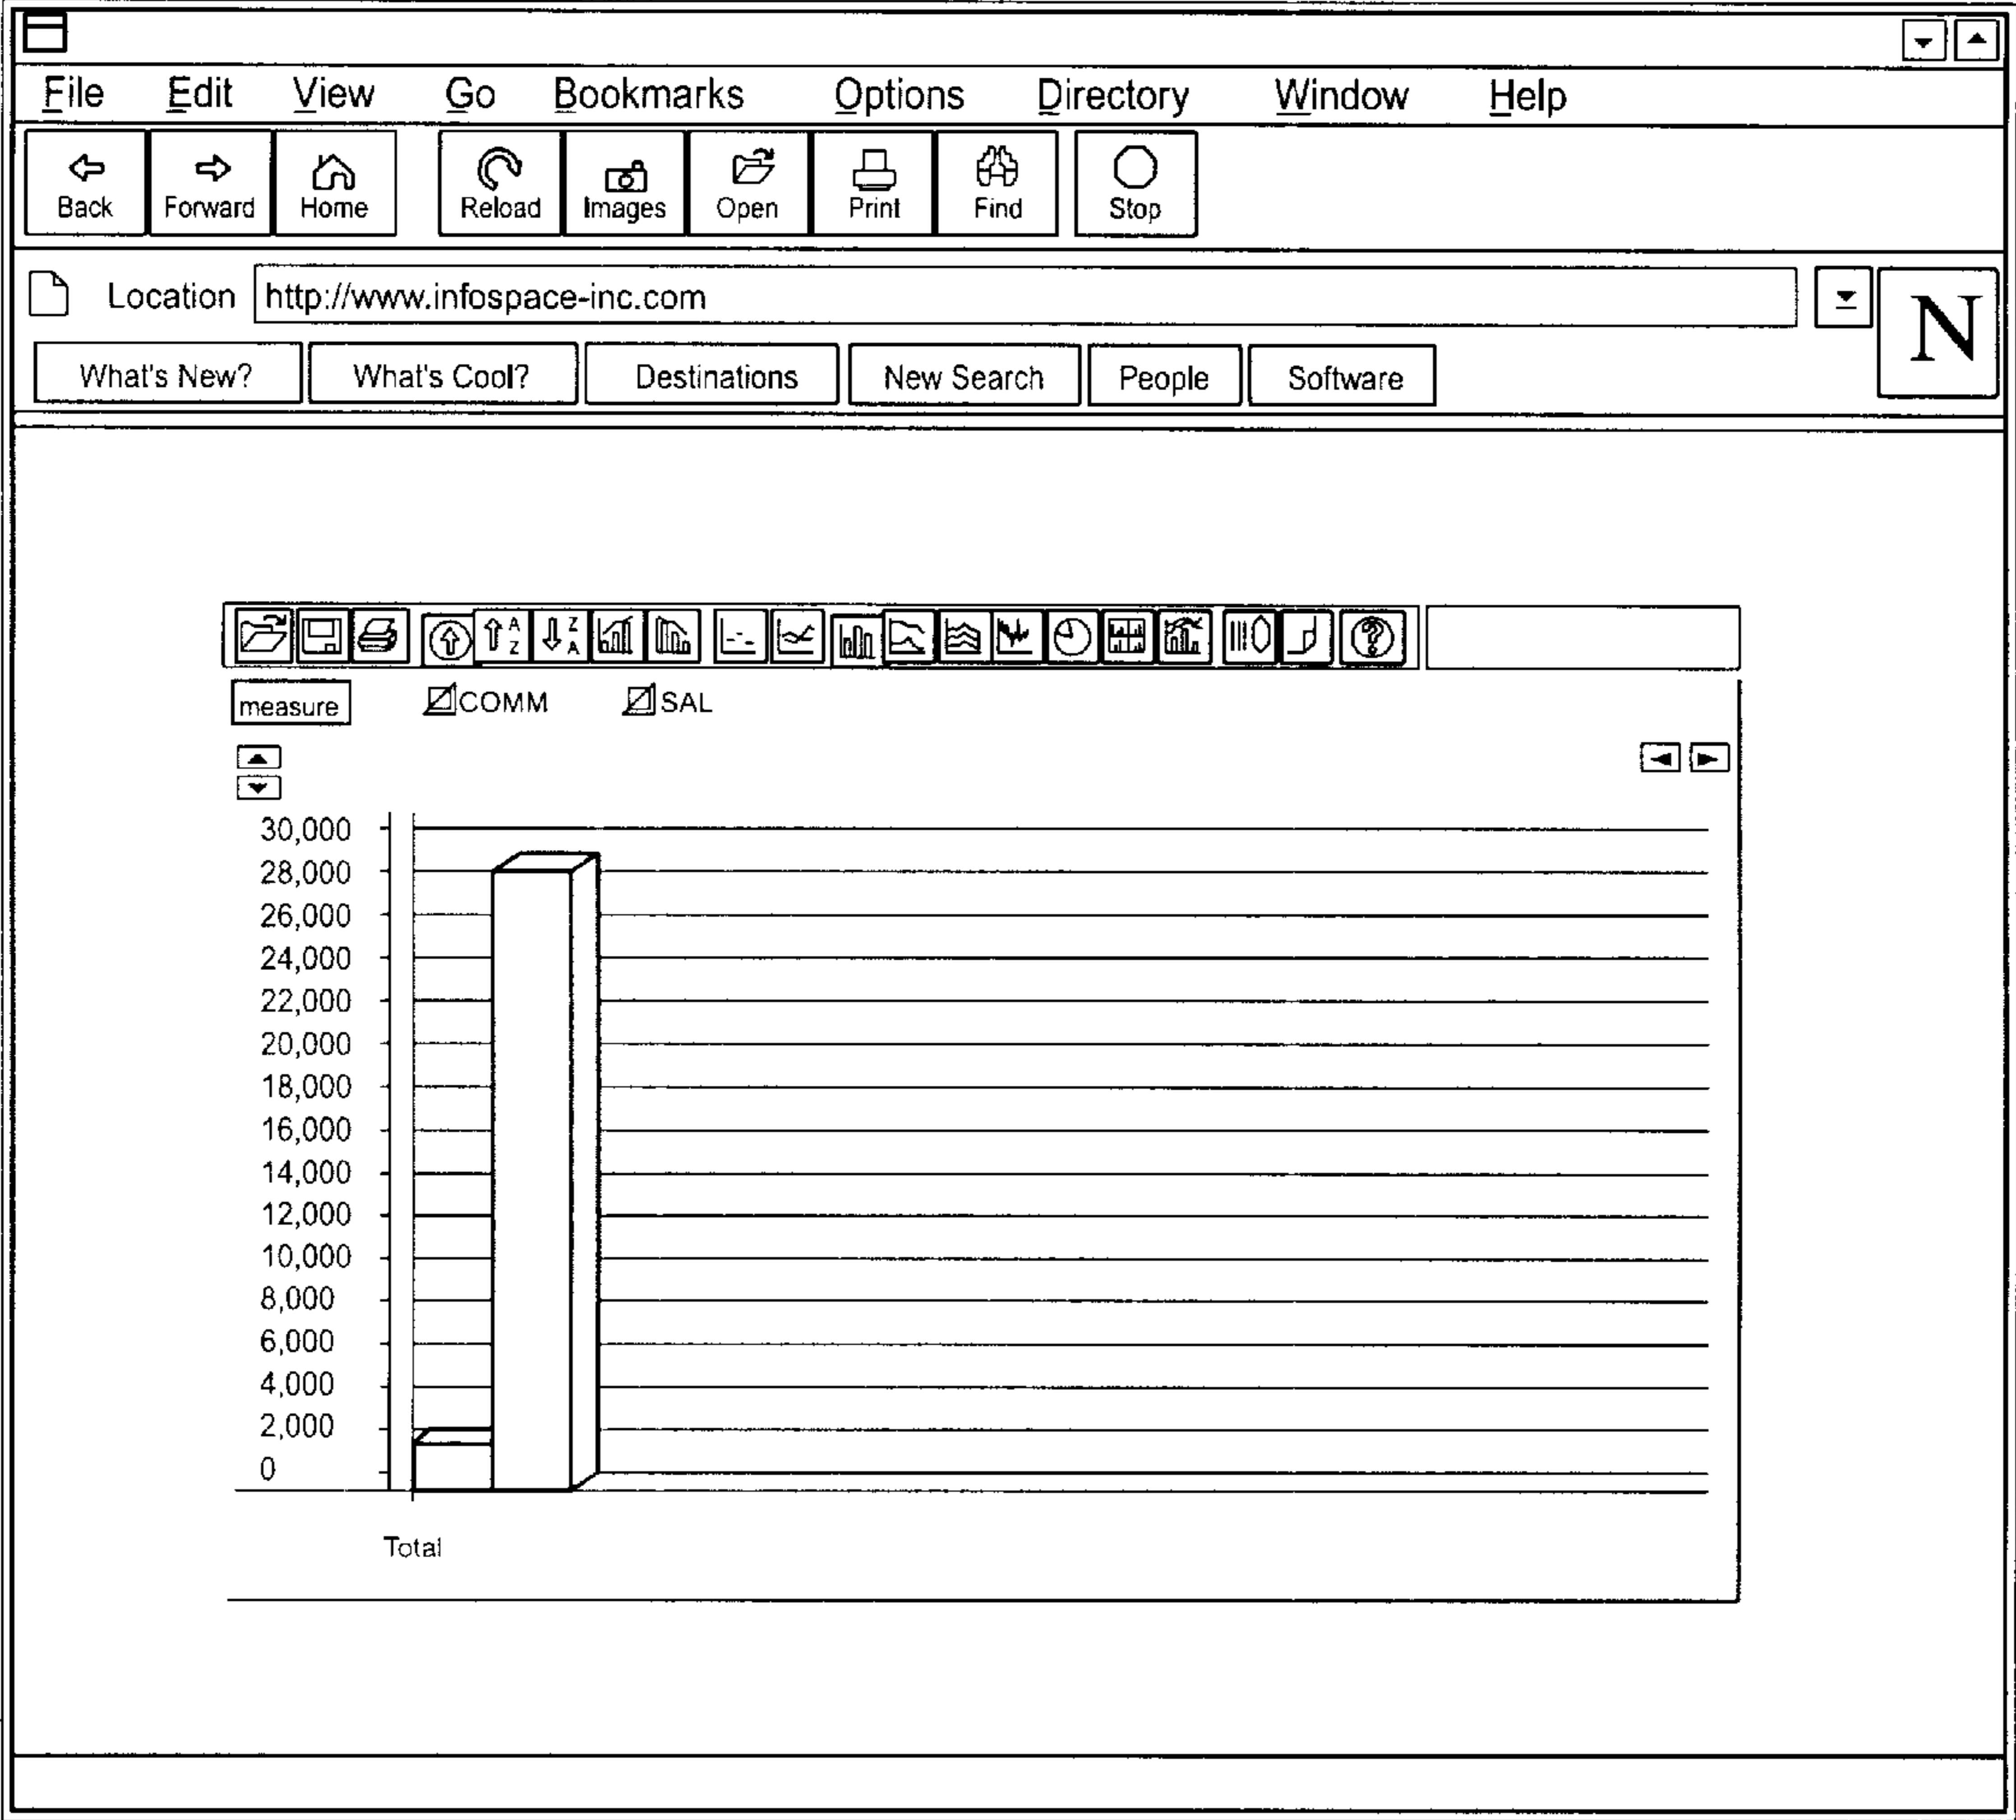 File Edit View Go Bookmarks Options Directory Window Help
Back Forward Home Reload Images Open Print Find Stop
Location http://www.infospace-inc.com
N
What's New? What's Cool? Destinations New Search People Software
A Z Z A ?
measure COMM SAL
30,000
28,000
26,000
24,000
22,000
20,000
18,000
16,000
14,000
12,000
10,000
8,000
6,000
4,000
2,000
0
Total